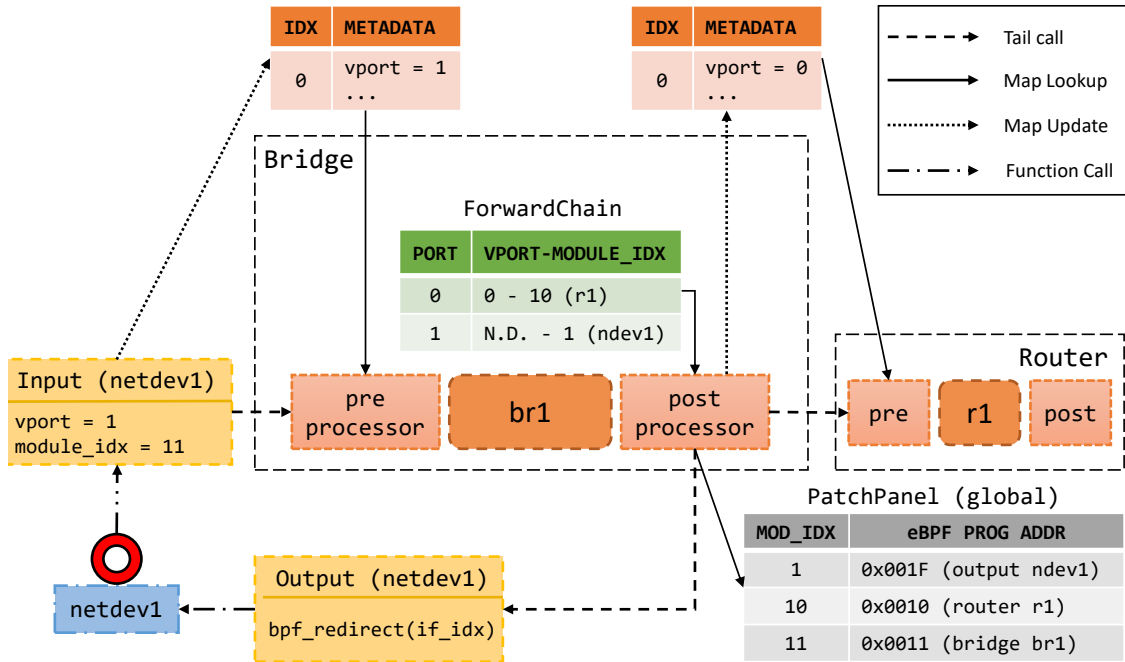 IDX METADATA
0 vport = 1
...
IDX METADATA
0 vport = 0
...
Tail call
Map Lookup
Map Update
Function Call
Bridge
ForwardChain
PORT VPORT-MODULE_IDX
0 0 - 10 (r1)
1 N.D. - 1 (ndev1)
Input (netdev1)
vport = 1
module_idx = 11
pre
processor
br1
post
processor
Router
pre
r1
post
PatchPanel (global)
MOD_IDX eBPF PROG ADDR
1 0x001F (output ndev1)
10 0x0010 (router r1)
11 0x0011 (bridge br1)
Output (netdev1)
bpf_redirect(if_idx)
netdev1